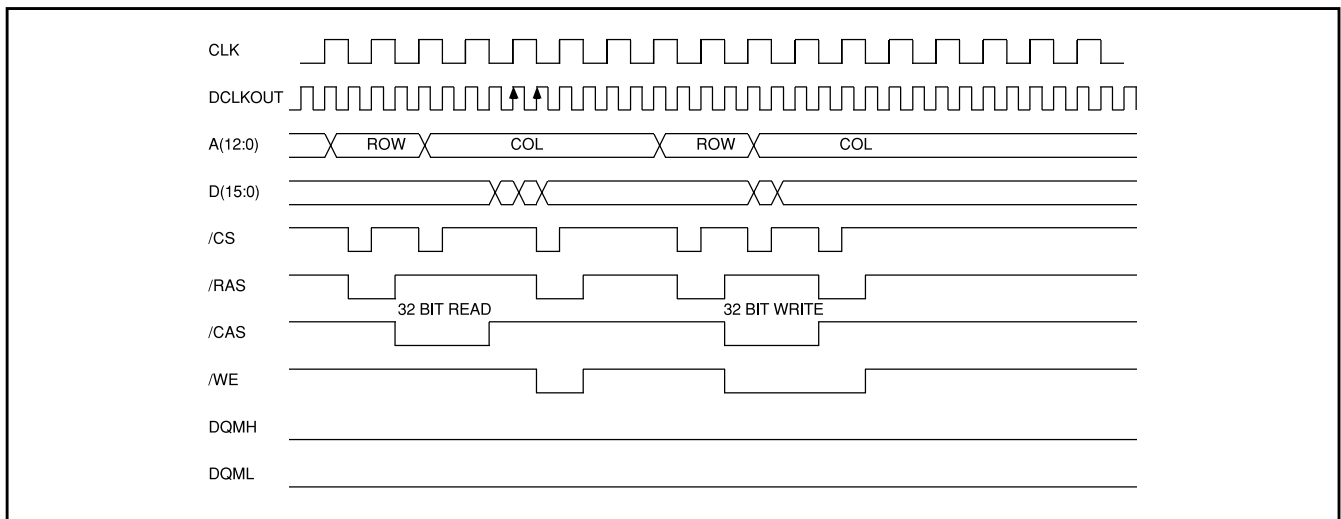 CLK
DCLKOUT
A(12:0) ROW COL ROW COL
D(15:0)
/CS
/RAS
32 BIT READ 32 BIT WRITE
/CAS
/WE
DQMH
DQML